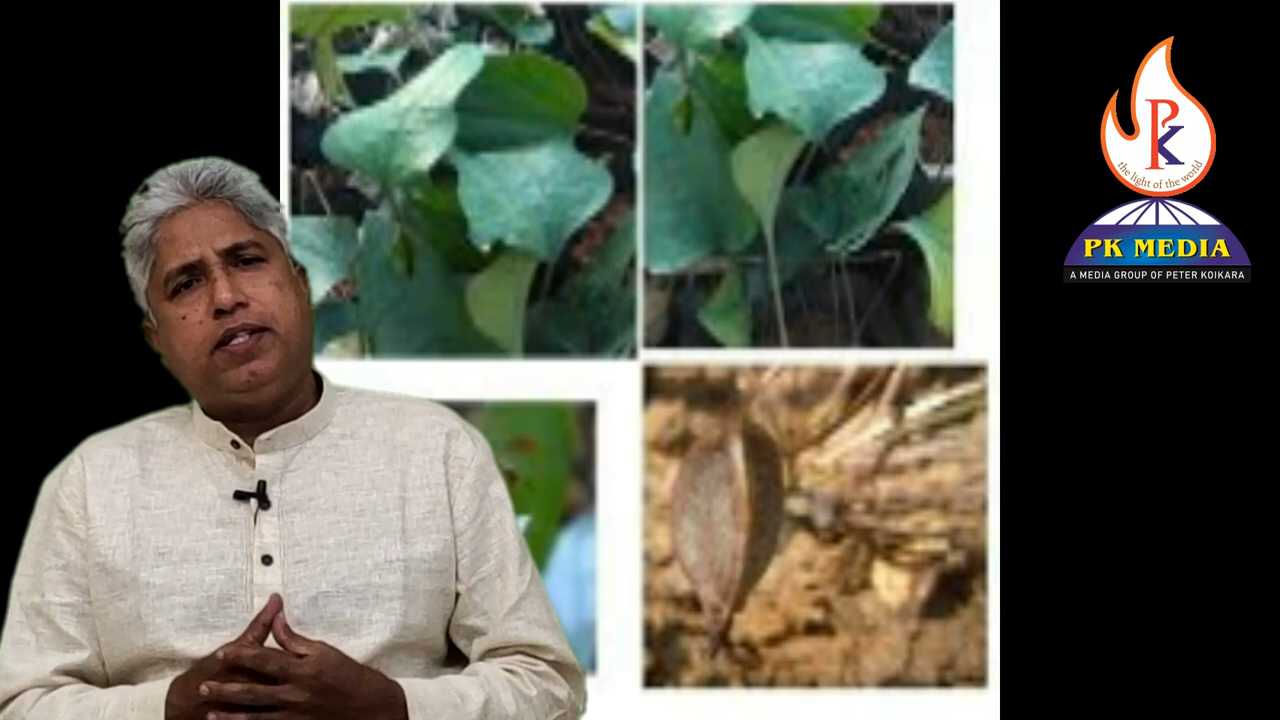 PK
the light of the world
PK MEDIA
A MEDIA GROUP OF PETER KOIKARA